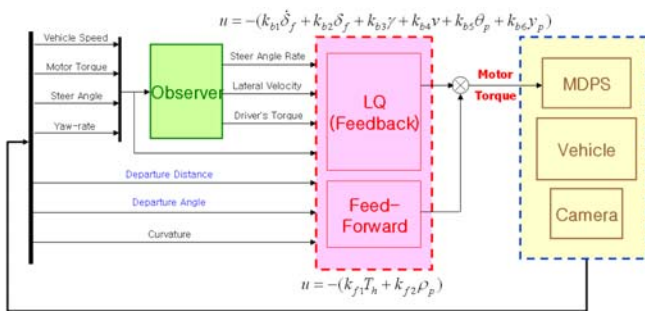 u = −(k_{b1}δ̇_f + k_{b2}δ_f + k_{b3}γ + k_{b4}v + k_{b5}θ_p + k_{b6}y_p)
Vehicle Speed
Motor Torque
Steer Angle
Yaw-rate
Observer
Steer Angle Rate
Lateral Velocity
Driver's Torque
LQ
(Feedback)
Motor
Torque
MDPS
Vehicle
Camera
Departure Distance
Departure Angle
Curvature
Feed-
Forward
u = −(k_{f1}T_h + k_{f2}ρ_p)